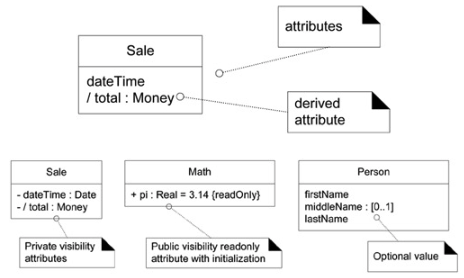 attributes
Sale
dateTime
/ total : Money
derived
attribute
Sale
- dateTime : Date
- / total : Money
Private visibility
attributes
Math
+ pi : Real = 3.14 {readOnly}
Public visibility readonly
attribute with initialization
Person
firstName
middleName : [0..1]
lastName
Optional value